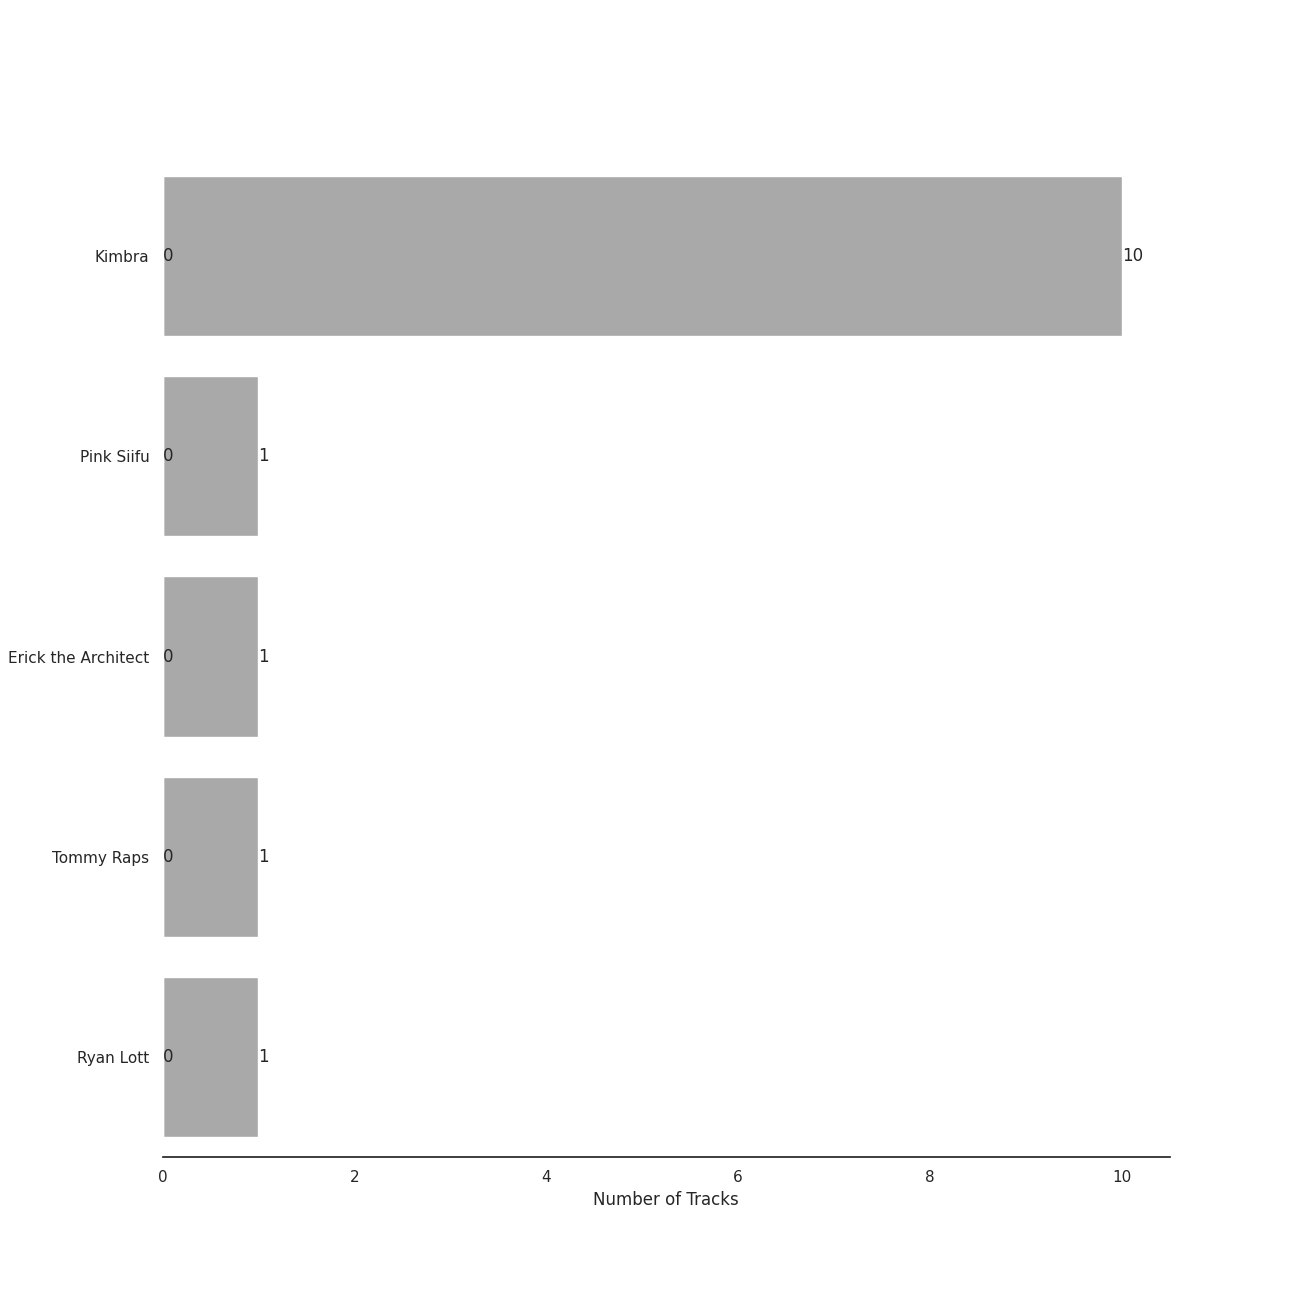 Kimbra 0 10
Pink Siifu 0 1
Erick the Architect 0 1
Tommy Raps 0 1
Ryan Lott 0 1
0 2 4 6 8 10
Number of Tracks